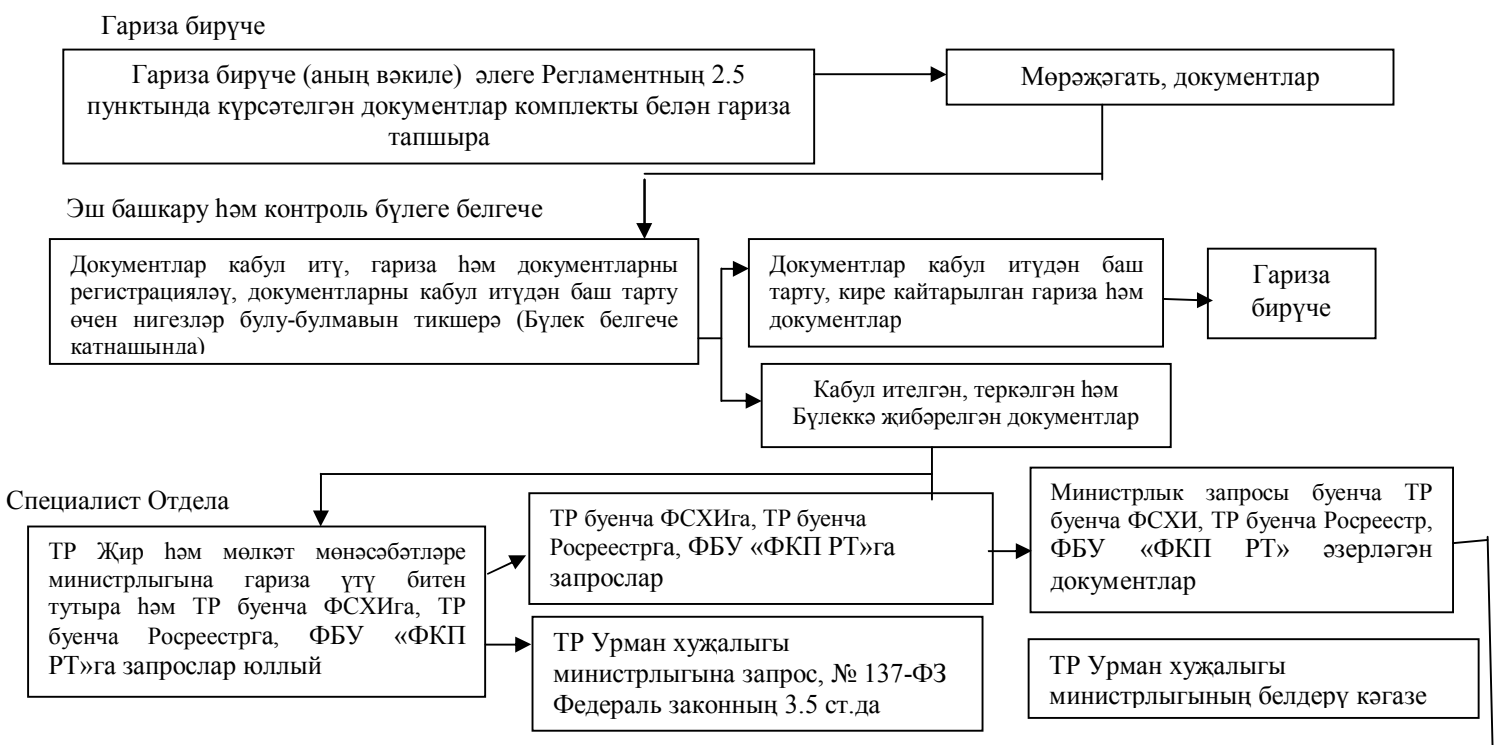 Гариза бирүче
Гариза бирүче (аның вәкиле) әлеге Регламентның 2.5
пунктында күрсәтелгән документлар комплекты белән гариза
тапшыра
Мөрәҗәгать, документлар
Эш башкару һәм контроль бүлеге белгече
Документлар кабул итү, гариза һәм документларны
регистрацияләү, документларны кабул итүдән баш тарту
өчен нигезләр булу-булмавын тикшерә (Бүлек белгече
катнашында)
Документлар кабул итүдән баш
тарту, кире кайтарылган гариза һәм
документлар
Гариза
бирүче
Кабул ителгән, теркәлгән һәм
Бүлеккә җибәрелгән документлар
Специалист Отдела
ТР Җир һәм мөлкәт мөнәсәбәтләре
министрлыгына гариза үтү битен
тутыра һәм ТР буенча ФСХИга, ТР
буенча Росреестрга, ФБУ «ФКП
РТ»га запрослар юллый
ТР буенча ФСХИга, ТР буенча
Росреестрга, ФБУ «ФКП РТ»га
запрослар
Министрлык запросы буенча ТР
буенча ФСХИ, ТР буенча Росреестр,
ФБУ «ФКП РТ» әзерләгән
документлар
ТР Урман хуҗалыгы
министрлыгына запрос, № 137-ФЗ
Федераль законның 3.5 ст.да
ТР Урман хуҗалыгы
министрлыгының белдерү кәгазе